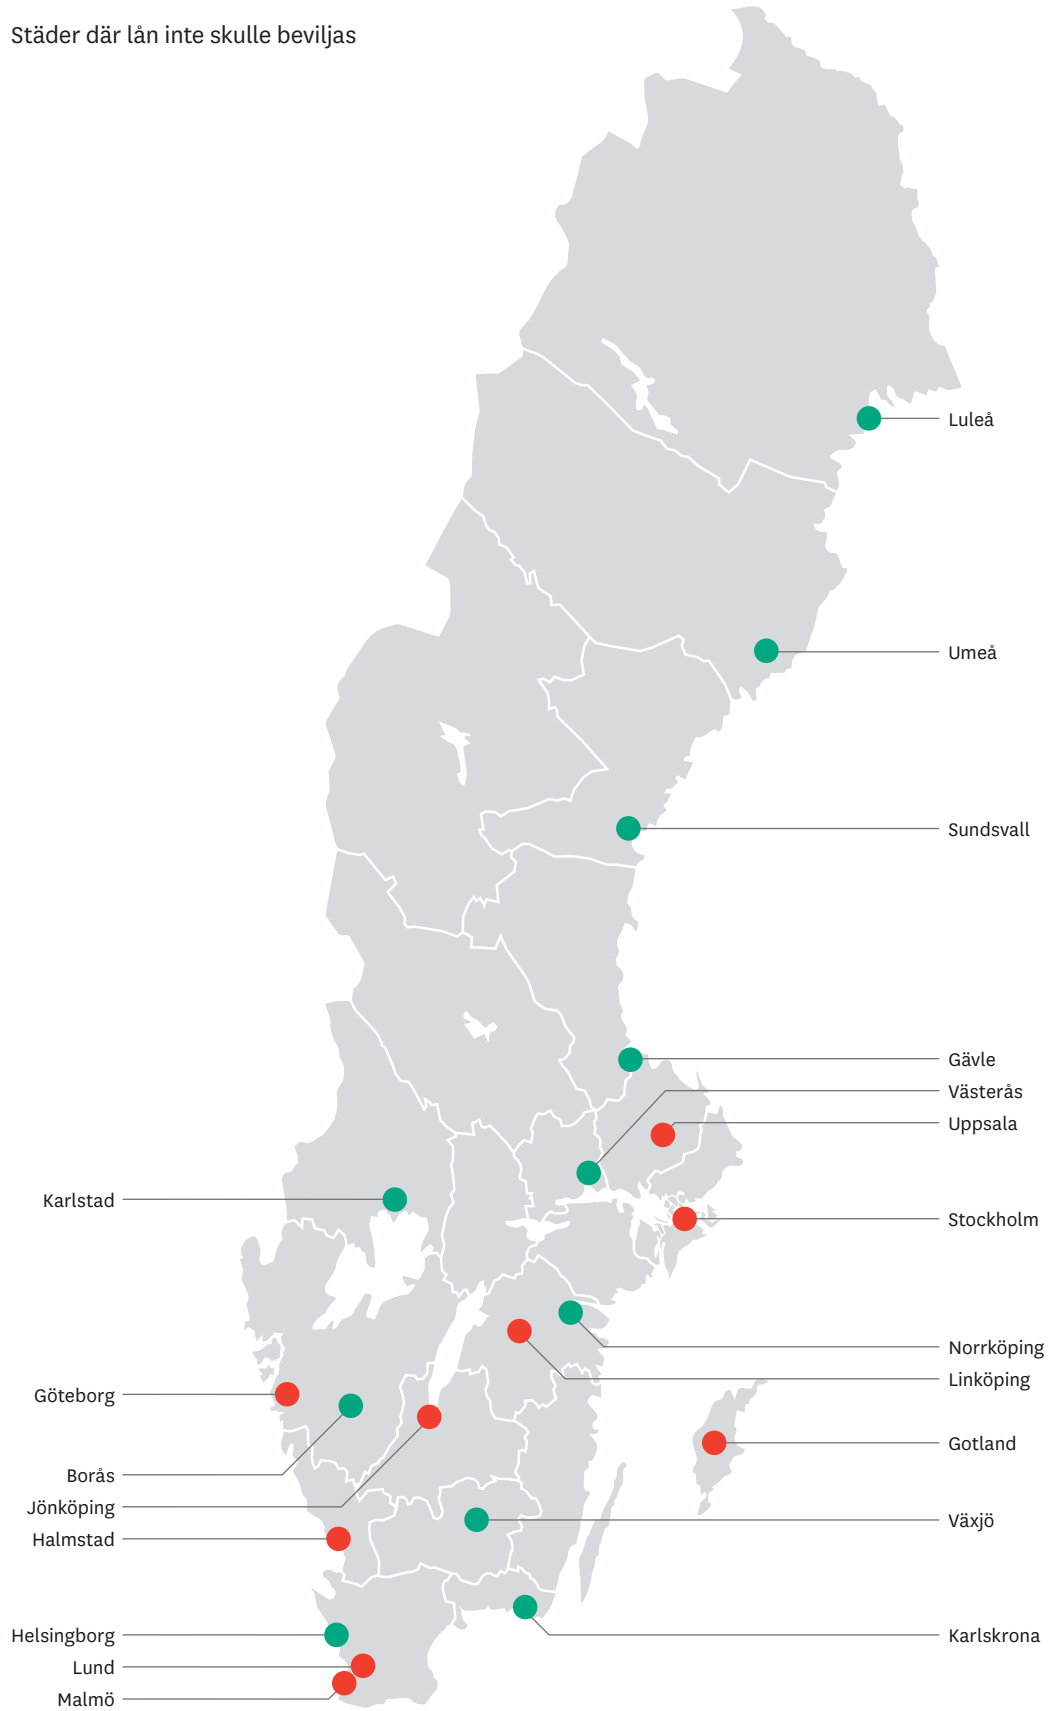 Städer där lån inte skulle beviljas
Luleå
Umeå
Sundsvall
Gävle
Västerås
Uppsala
Karlstad
Stockholm
Norrköping
Linköping
Göteborg
Gotland
Borås
Jönköping
Växjö
Halmstad
Helsingborg
Karlskrona
Lund
Malmö